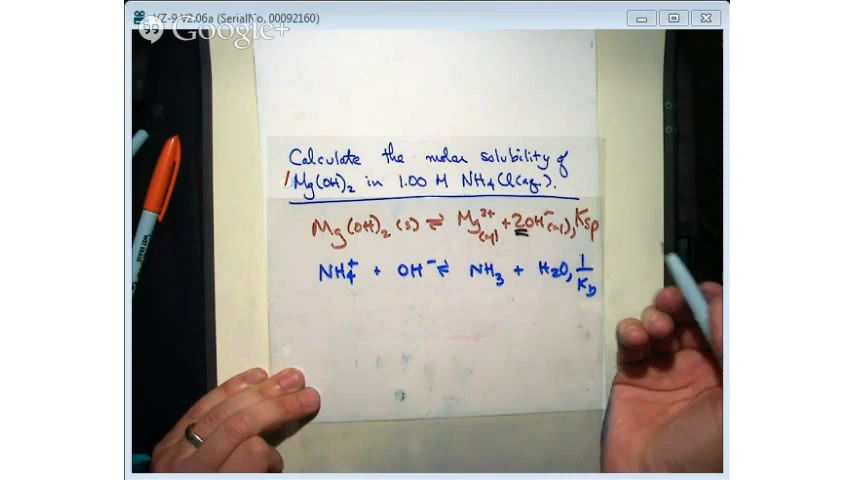 VZ-9 V2.06a (SerialNo. 00092160)
Google+
Calculate the molar solubility of
Mg(OH)₂ in 1.00 M NH₄Cl(aq.).
Mg(OH)₂(s) ⇌ Mg²⁺(aq) + 2OH⁻(aq), Ksp
NH₄⁺ + OH⁻ ⇌ NH₃ + H₂O, 1/Kb